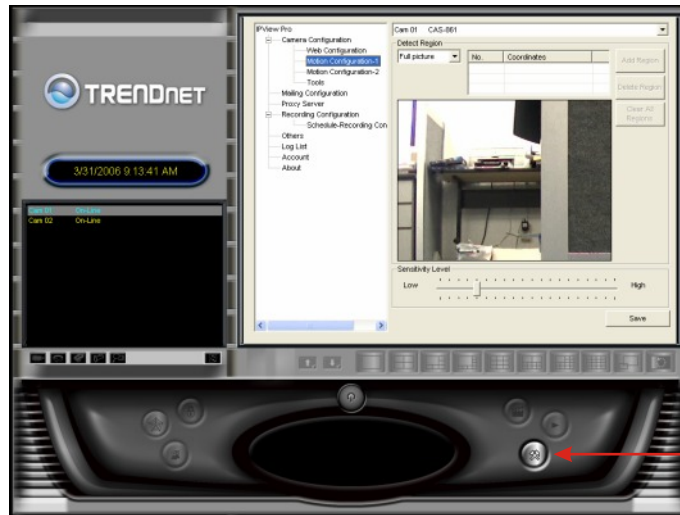 TRENDNET
3/31/2006 9:13:41 AM
Cam 01 On-Line
Cam 02 On-Line
IPView Pro
Camera Configuration
Web Configuration
Motion Configuration-1
Motion Configuration-2
Tools
Mailing Configuration
Proxy Server
Recording Configuration
Schedule-Recording Con
Others
Log List
Account
About
Cam 01 CAS-861
Detect Region
Full picture
No. Coordinates
Add Region
Delete Region
Clear All
Regions
Sensitivity Level
Low High
Save